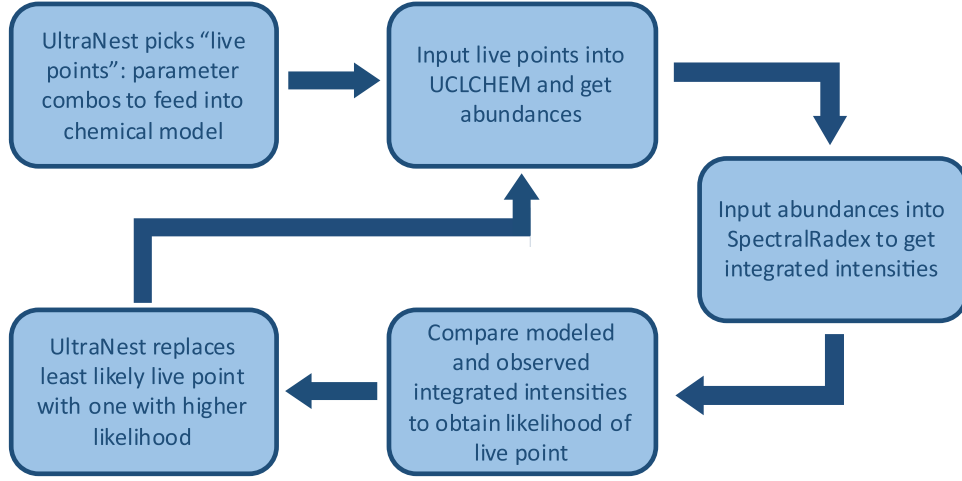 UltraNest picks “live
points”: parameter
combos to feed into
chemical model
Input live points into
UCLCHEM and get
abundances
Input abundances into
SpectralRadex to get
integrated intensities
Compare modeled
and observed
integrated intensities
to obtain likelihood of
live point
UltraNest replaces
least likely live point
with one with higher
likelihood